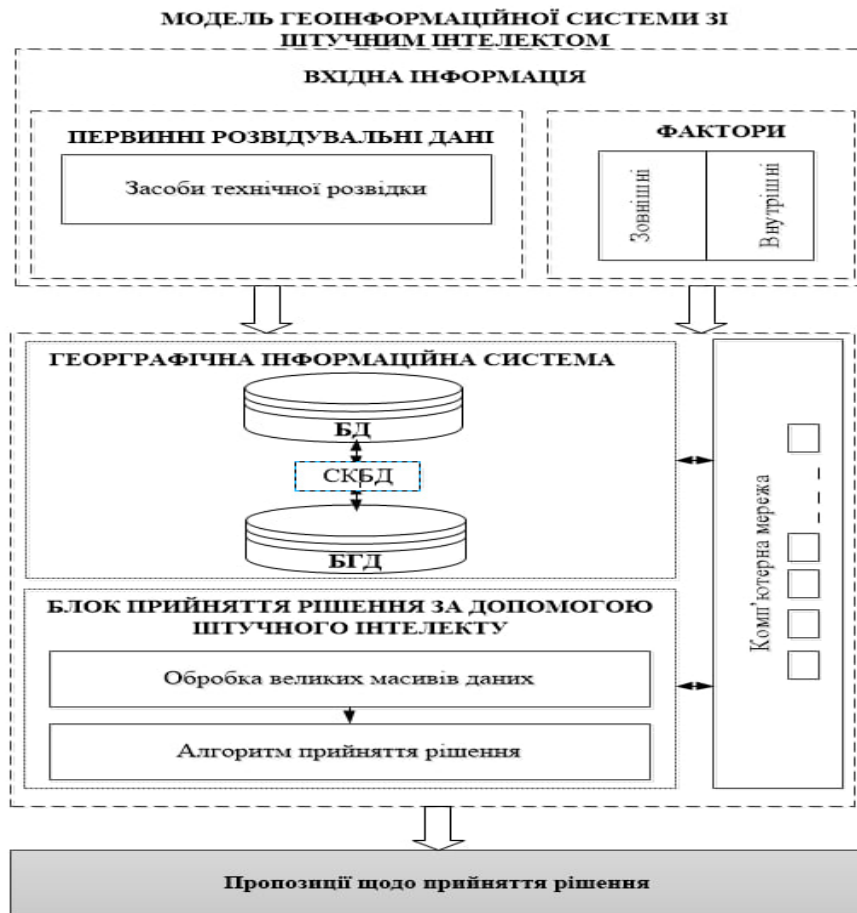 МОДЕЛЬ ГЕОІНФОРМАЦІЙНОЇ СИСТЕМИ ЗІ
ШТУЧНИМ ІНТЕЛЕКТОМ
ВХІДНА ІНФОРМАЦІЯ
ПЕРВИННІ РОЗВІДУВАЛЬНІ ДАНІ
Засоби технічної розвідки
ФАКТОРИ
Зовнішні
Внутрішні
ГЕОРГРАФІЧНА ІНФОРМАЦІЙНА СИСТЕМА
БД
СКБД
БГД
БЛОК ПРИЙНЯТТЯ РІШЕННЯ ЗА ДОПОМОГОЮ
ШТУЧНОГО ІНТЕЛЕКТУ
Обробка великих масивів даних
Алгоритм прийняття рішення
Комп'ютерна мережа
Пропозиції щодо прийняття рішення